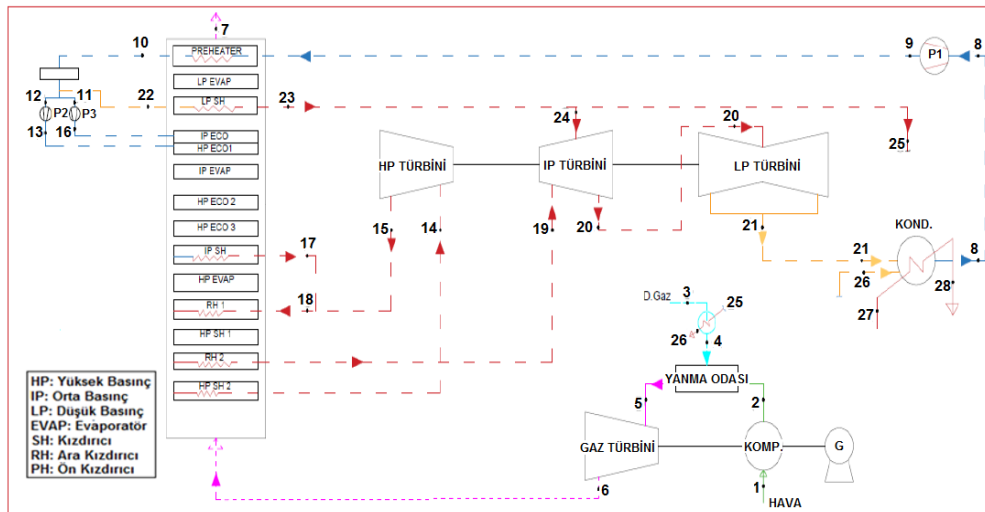 7
10
PREHEATER
9
P1
8
LP EVAP
12
11
22
LP SH
23
P2
P3
13
16
IP ECO
HP ECO1
24
20
25
HP TÜRBİNİ
IP TÜRBİNİ
LP TÜRBİNİ
IP EVAP
HP ECO 2
HP ECO 3
15
14
19
20
21
KOND.
IP SH
17
21
8
26
28
HP EVAP
18
RH 1
D.Gaz
3
25
27
26
4
HP SH 1
RH 2
HP SH 2
YANMA ODASI
5
2
HP: Yüksek Basınç
IP: Orta Basınç
LP: Düşük Basınç
EVAP: Evaporatör
SH: Kızdırıcı
RH: Ara Kızdırıcı
PH: Ön Kızdırıcı
GAZ TÜRBİNİ
KOMP.
G
6
1
HAVA